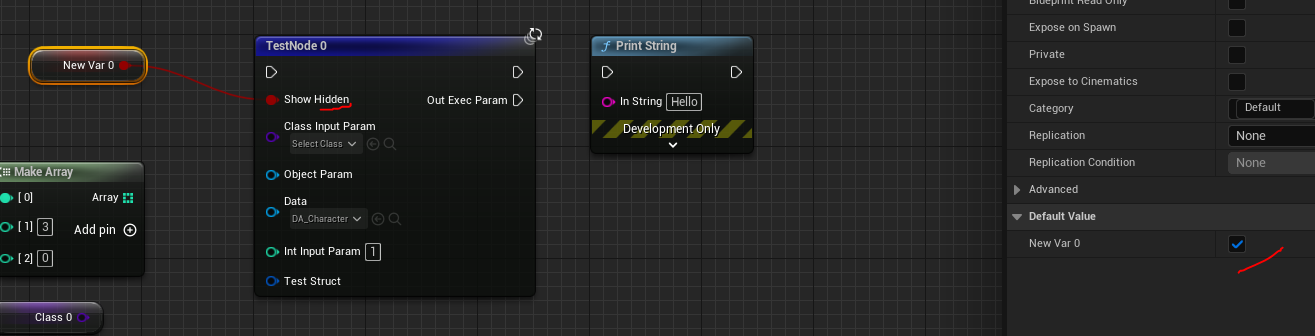 Blueprint Read Only
Expose on Spawn
Private
Expose to Cinematics
Category
Default
Replication
None
Replication Condition
None
Advanced
Default Value
New Var 0
New Var 0
TestNode 0
Show Hidden
Out Exec Param
Class Input Param
Select Class
Object Param
Data
DA_Character
Int Input Param 1
Test Struct
Print String
In String Hello
Development Only
Make Array
[ 0]
Array
[ 1] 3
Add pin
[ 2] 0
Class 0